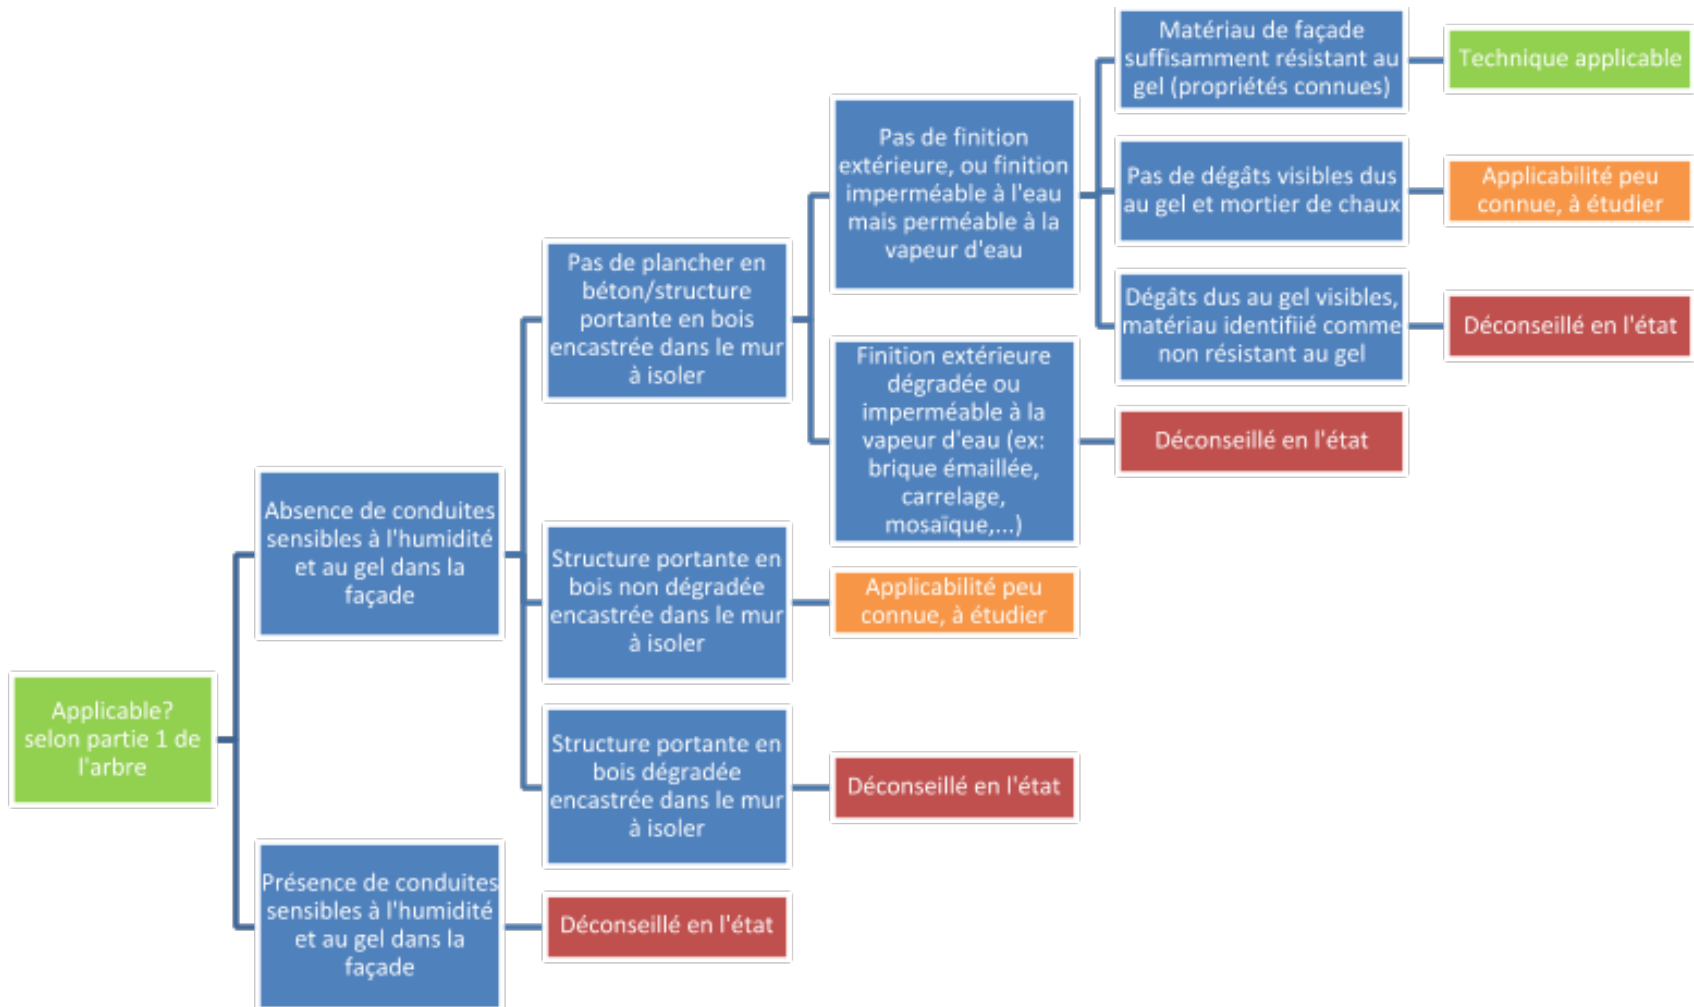 Applicable?
selon partie 1 de
l'arbre
Absence de conduites
sensibles à l'humidité
et au gel dans la
façade
Pas de plancher en
béton/structure
portante en bois
encastrée dans le mur
à isoler
Pas de finition
extérieure, ou finition
imperméable à l'eau
mais perméable à la
vapeur d'eau
Matériau de façade
suffisamment résistant au
gel (propriétés connues)
Technique applicable
Pas de dégâts visibles dus
au gel et mortier de chaux
Applicabilité peu
connue, à étudier
Dégâts dus au gel visibles,
matériau identifiié comme
non résistant au gel
Déconseillé en l'état
Finition extérieure
dégradée ou
imperméable à la
vapeur d'eau (ex:
brique émaillée,
carrelage,
mosaïque,...)
Déconseillé en l'état
Structure portante en
bois non dégradée
encastrée dans le mur
à isoler
Applicabilité peu
connue, à étudier
Structure portante en
bois dégradée
encastrée dans le mur
à isoler
Déconseillé en l'état
Présence de conduites
sensibles à l'humidité
et au gel dans la
façade
Déconseillé en l'état